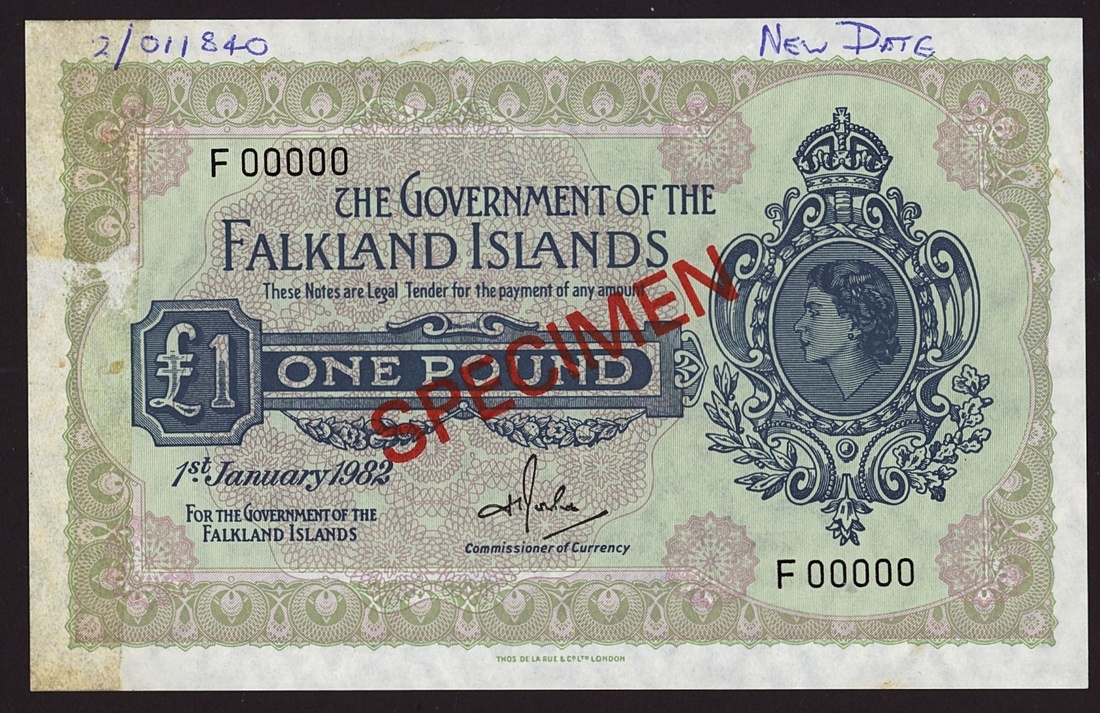 2/011840
NEW DATE
F 00000
THE GOVERNMENT OF THE
FALKLAND ISLANDS
These Notes are Legal Tender for the payment of any amount
£1
ONE POUND
SPECIMEN
1st January 1982
FOR THE GOVERNMENT OF THE
FALKLAND ISLANDS
Commissioner of Currency
F 00000
THOS DE LA RUE & CO LTD LONDON